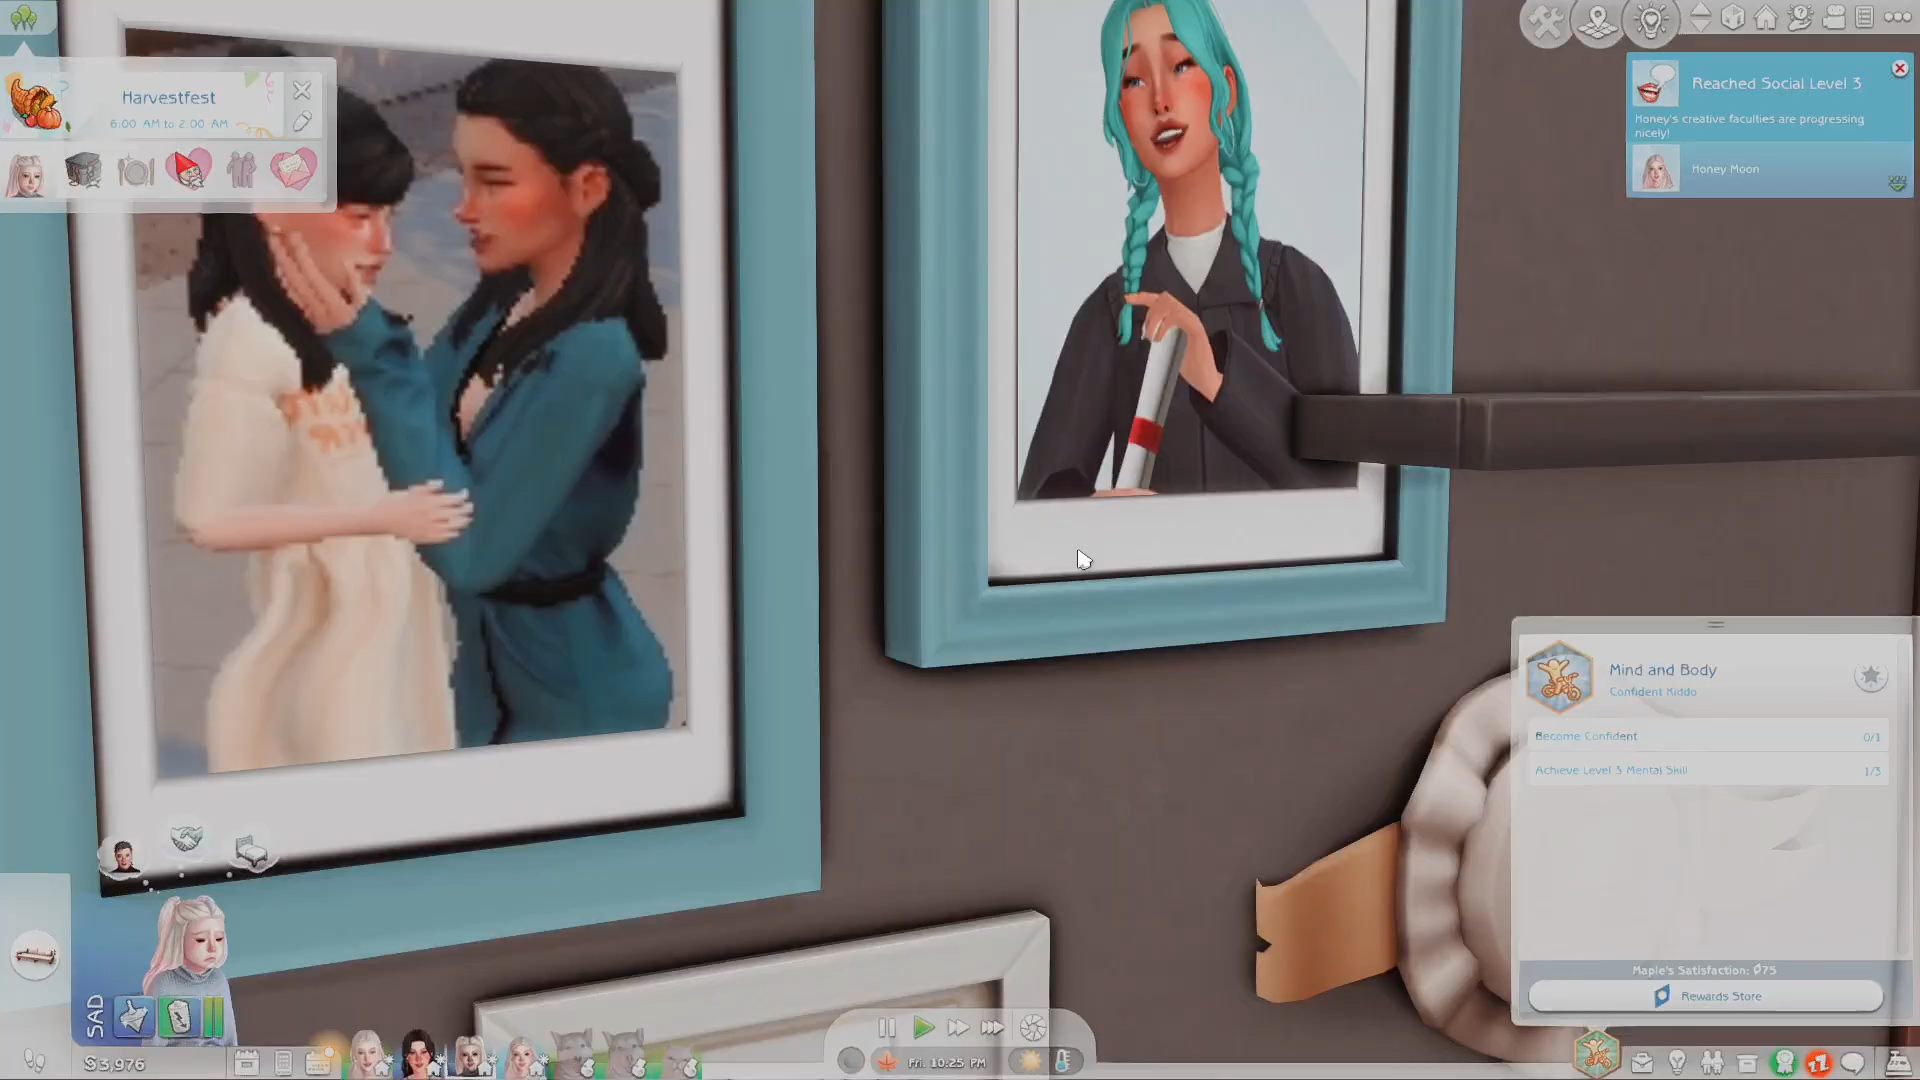 Harvestfest
6:00 AM to 2:00 AM
Reached Social Level 3
Honey's creative faculties are progressing
nicely!
Honey Moon
Mind and Body
Confident Kiddo
Become Confident 0/1
Achieve Level 3 Mental Skill 1/3
Maple's Satisfaction: 75
Rewards Store
SAD
§3,976
Fri. 10:25 PM